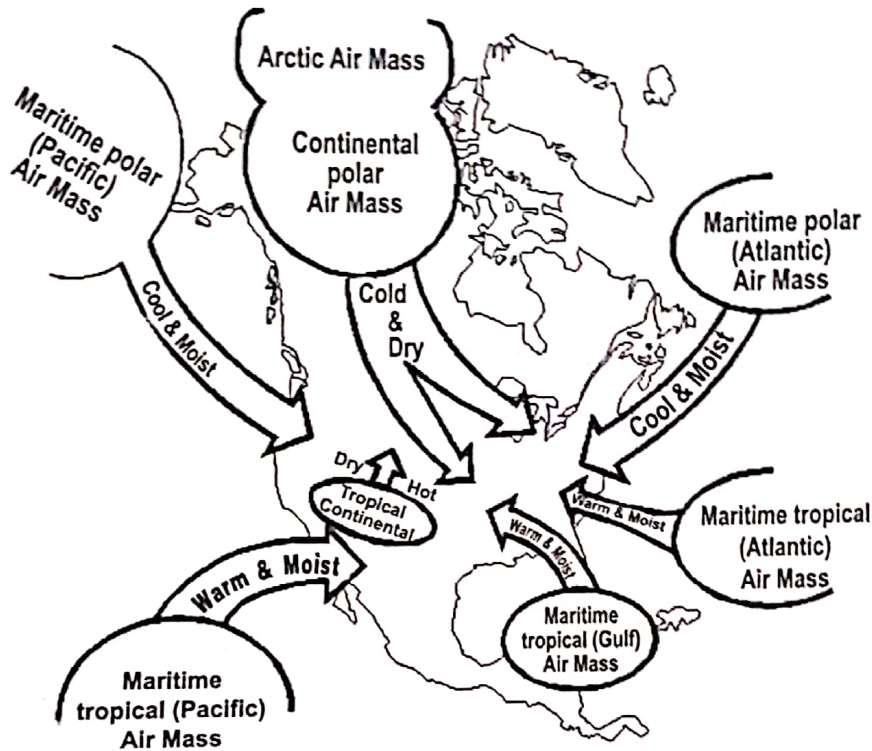 Arctic Air Mass
Maritime polar
(Pacific)
Air Mass
Continental
polar
Air Mass
Maritime polar
(Atlantic)
Air Mass
Cool & Moist
Cold
&
Dry
Cool & Moist
Dry
Hot
Tropical
Continental
Warm & Moist
Maritime tropical
(Atlantic)
Air Mass
Warm & Moist
Warm & Moist
Maritime
tropical (Gulf)
Air Mass
Maritime
tropical (Pacific)
Air Mass